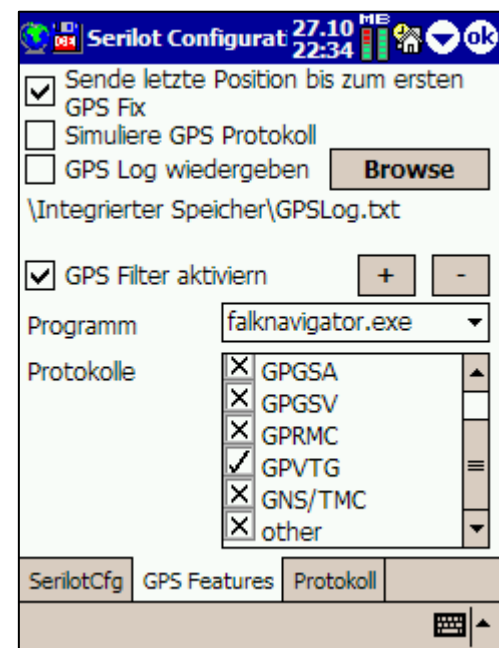 Serilot Configurat 27.10 MB ok
22:34
Sende letzte Position bis zum ersten
GPS Fix
Simuliere GPS Protokoll
GPS Log wiedergeben Browse
\Integrierter Speicher\GPSLog.txt
GPS Filter aktiviern + -
Programm falknavigator.exe
Protokolle GPGSA
GPGSV
GPRMC
GPVTG
GNS/TMC
other
SerilotCfg GPS Features Protokoll